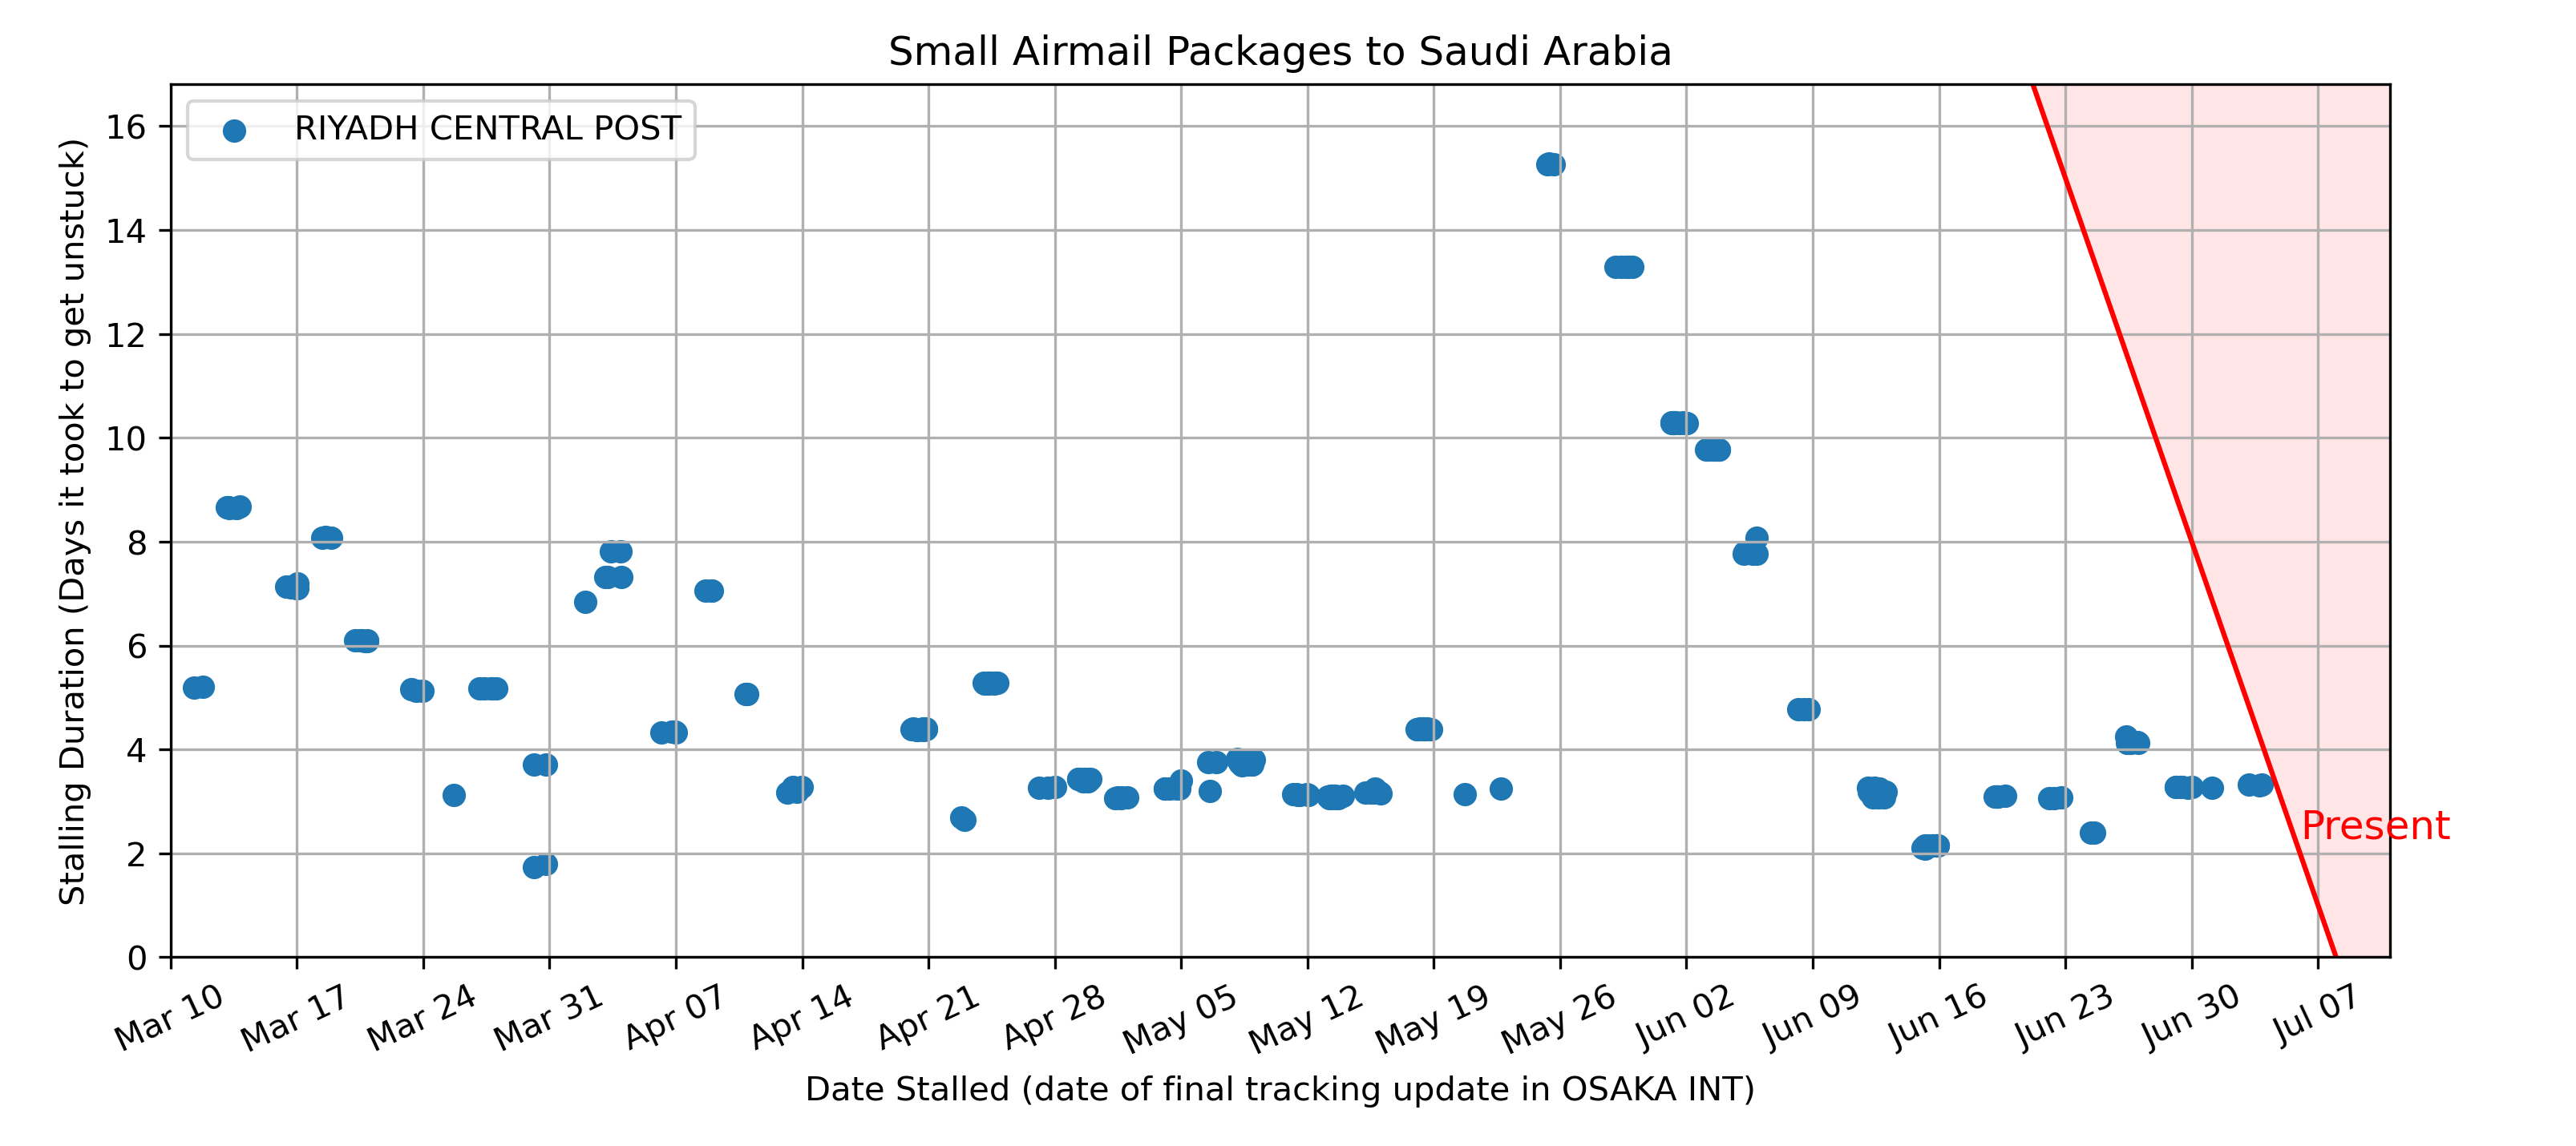 Small Airmail Packages to Saudi Arabia
RIYADH CENTRAL POST
Stalling Duration (Days it took to get unstuck)
16
14
12
10
8
6
4
2
0
Present
Mar 10
Mar 17
Mar 24
Mar 31
Apr 07
Apr 14
Apr 21
Apr 28
May 05
May 12
May 19
May 26
Jun 02
Jun 09
Jun 16
Jun 23
Jun 30
Jul 07
Date Stalled (date of final tracking update in OSAKA INT)